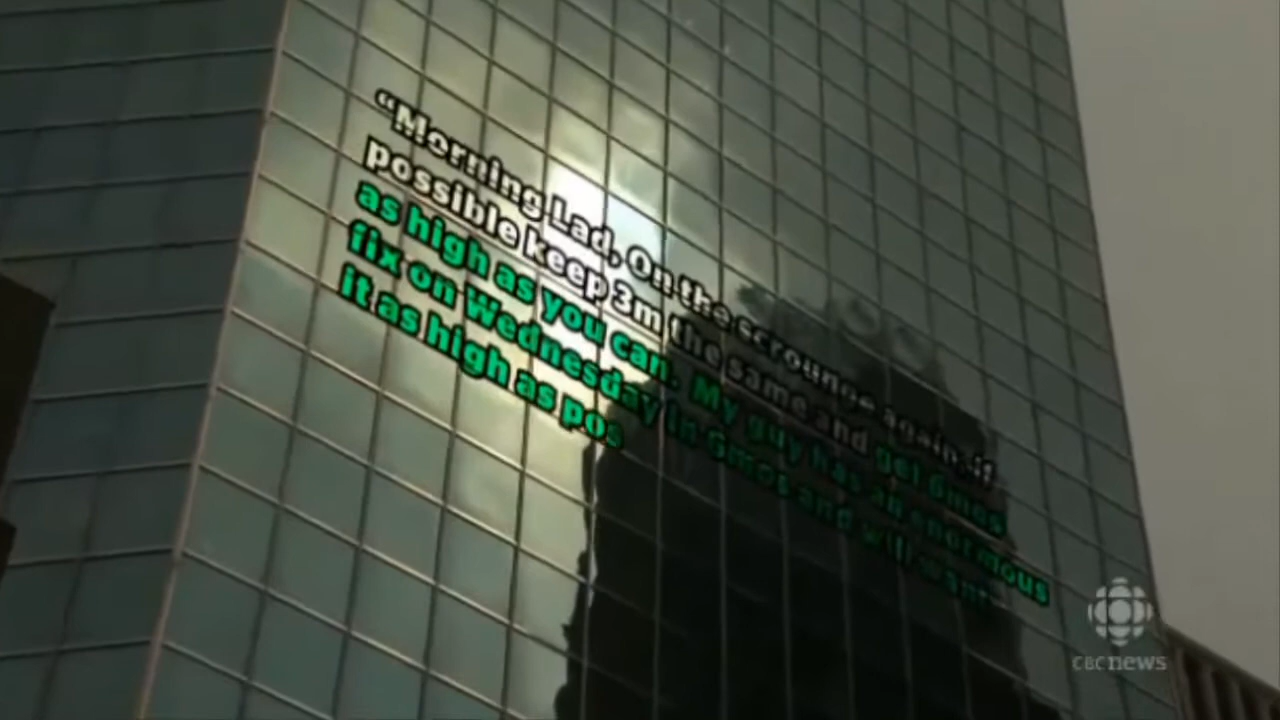 “Morning Lad, On the scrounge again..if
possible keep 3m the same and get 6mos
as high as you can. My guy has an enormous
fix on Wednesday in 6mos and will want
it as high as pos
CBCnews